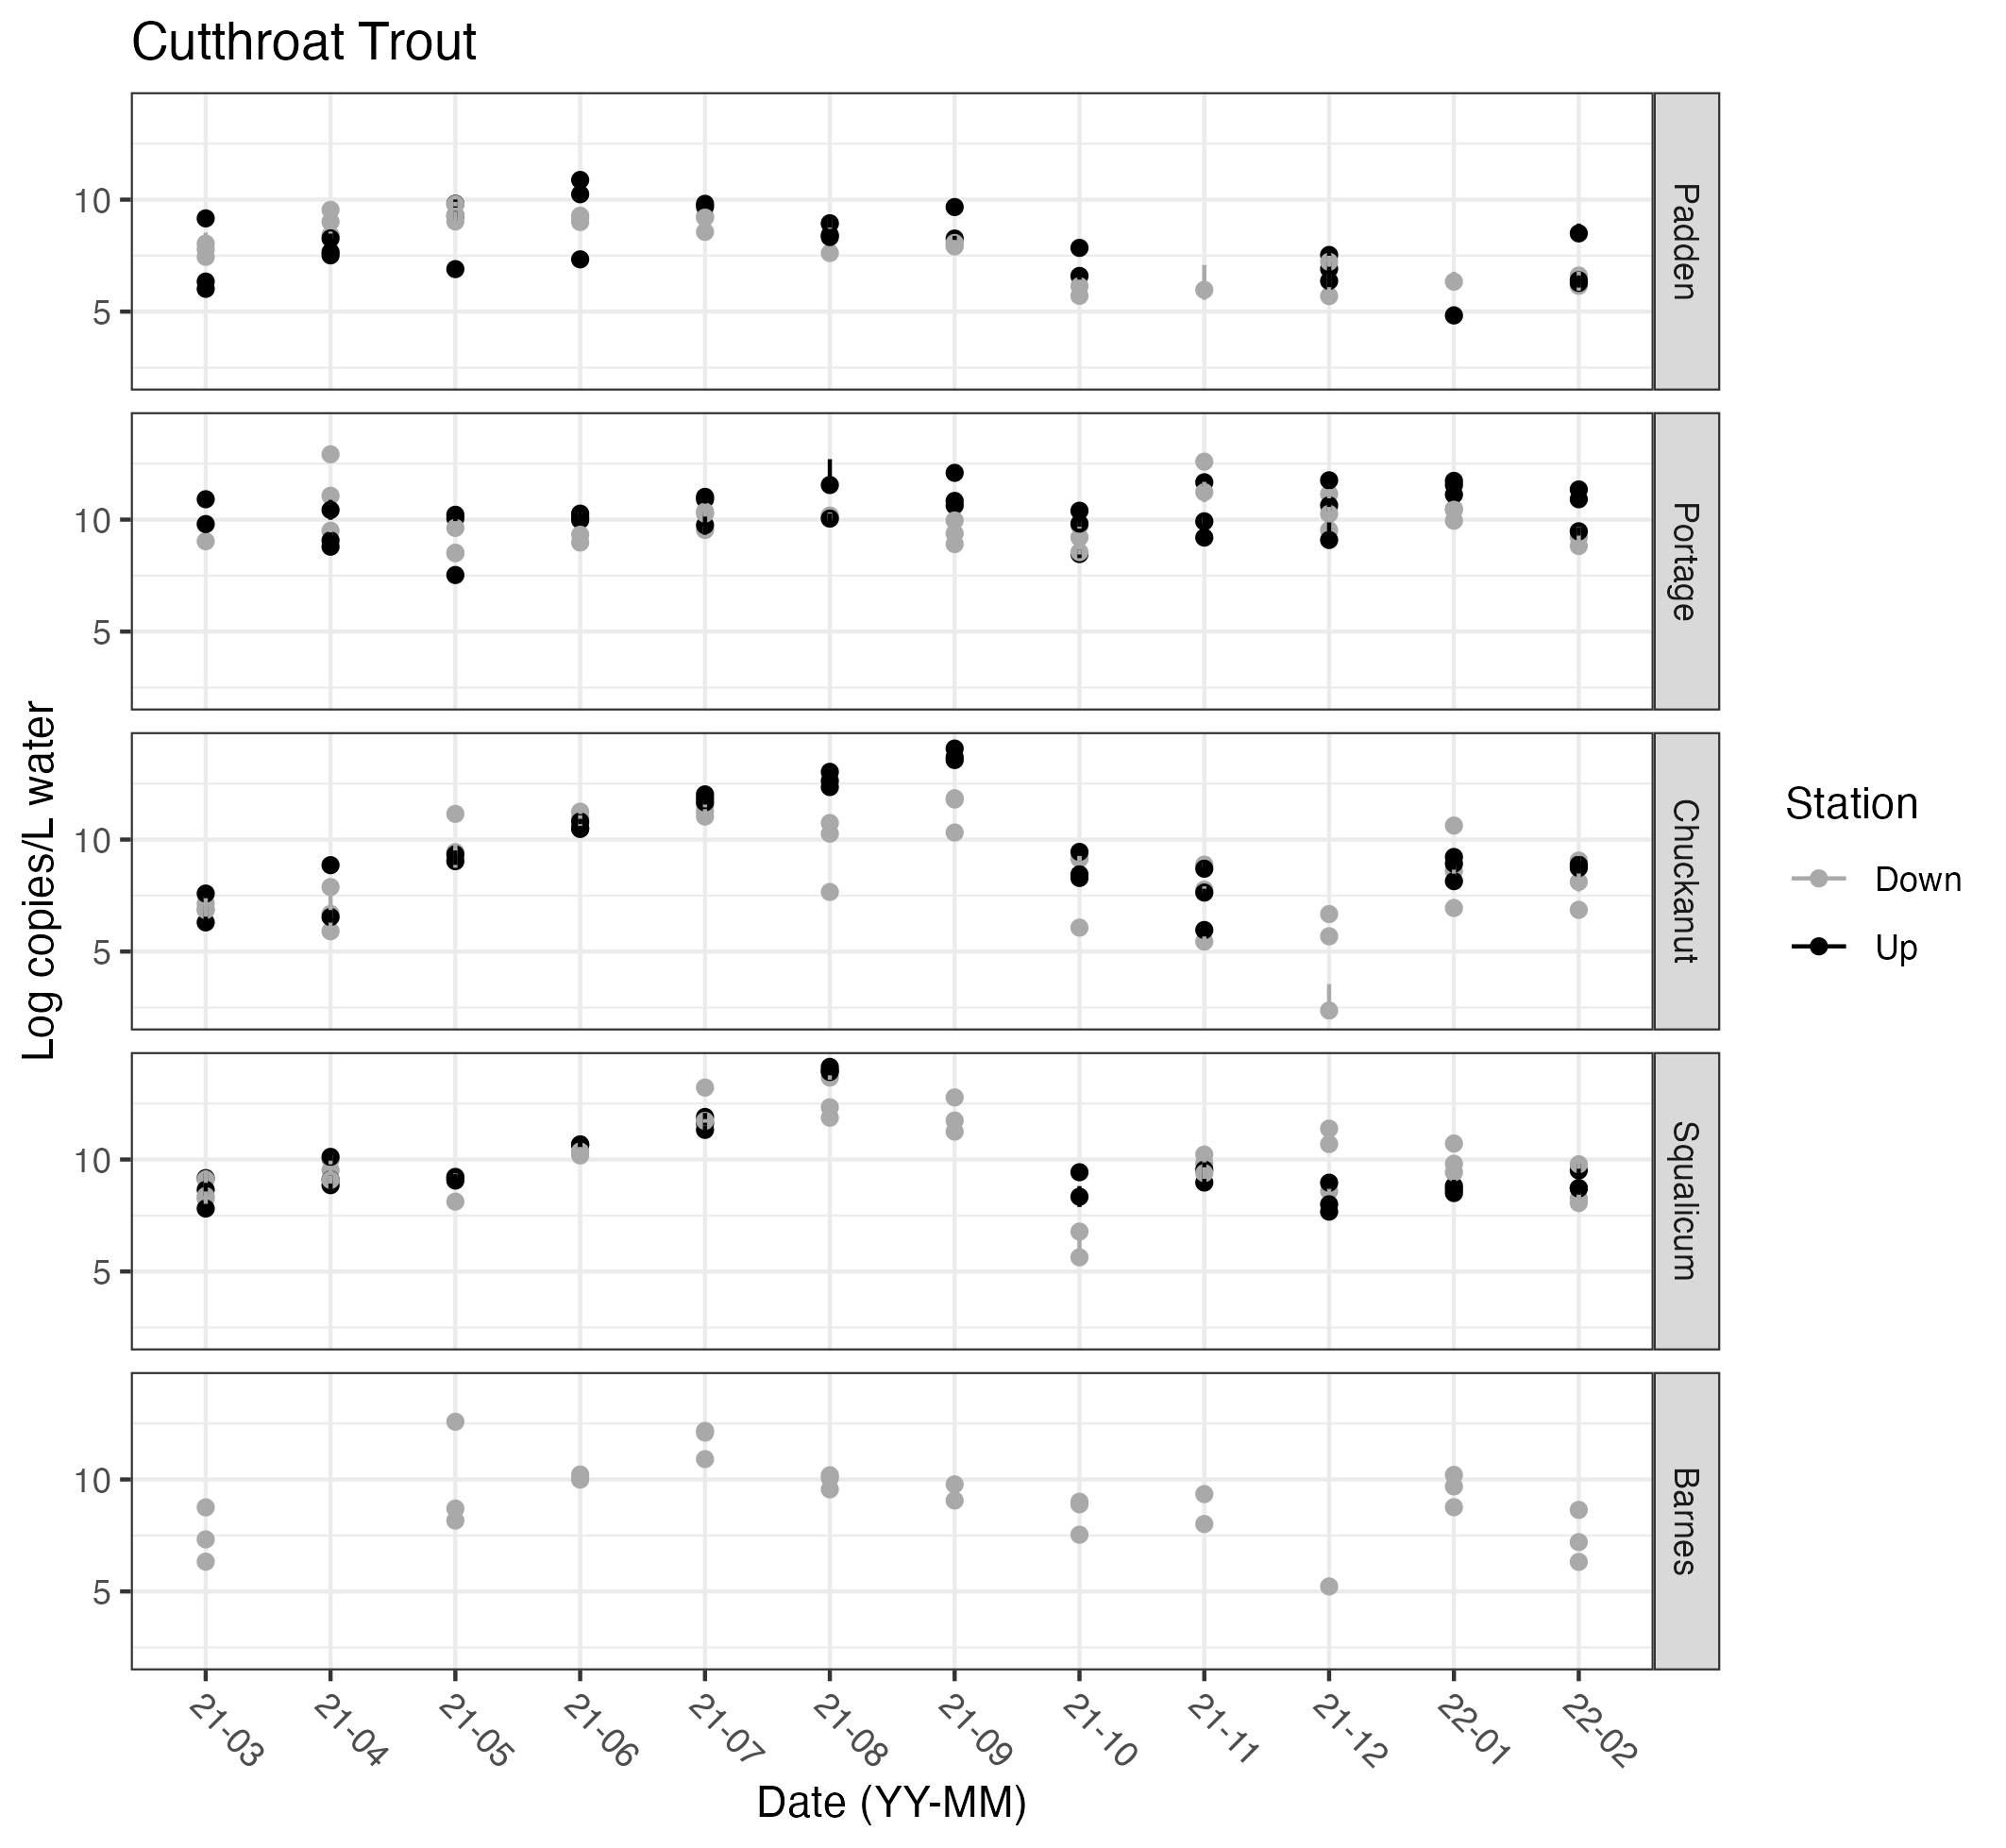 Cutthroat Trout
10
5
Padden
10
5
Portage
10
5
Chuckanut
10
5
Squalicum
10
5
Barnes
Log copies/L water
21-03 21-04 21-05 21-06 21-07 21-08 21-09 21-10 21-11 21-12 22-01 22-02
Date (YY-MM)
Station
Down
Up